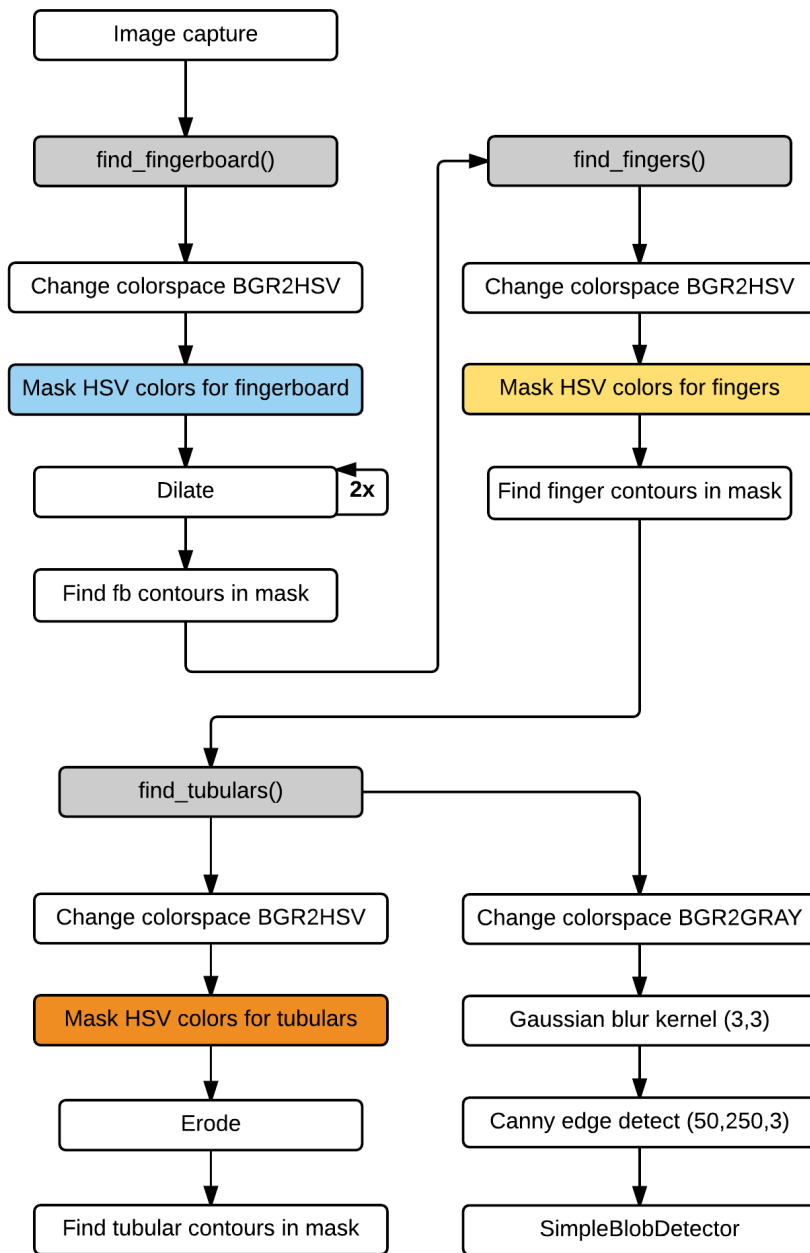 Image capture
find_fingerboard()
Change colorspace BGR2HSV
Mask HSV colors for fingerboard
Dilate
2x
Find fb contours in mask
find_fingers()
Change colorspace BGR2HSV
Mask HSV colors for fingers
Find finger contours in mask
find_tubulars()
Change colorspace BGR2HSV
Mask HSV colors for tubulars
Erode
Find tubular contours in mask
Change colorspace BGR2GRAY
Gaussian blur kernel (3,3)
Canny edge detect (50,250,3)
SimpleBlobDetector